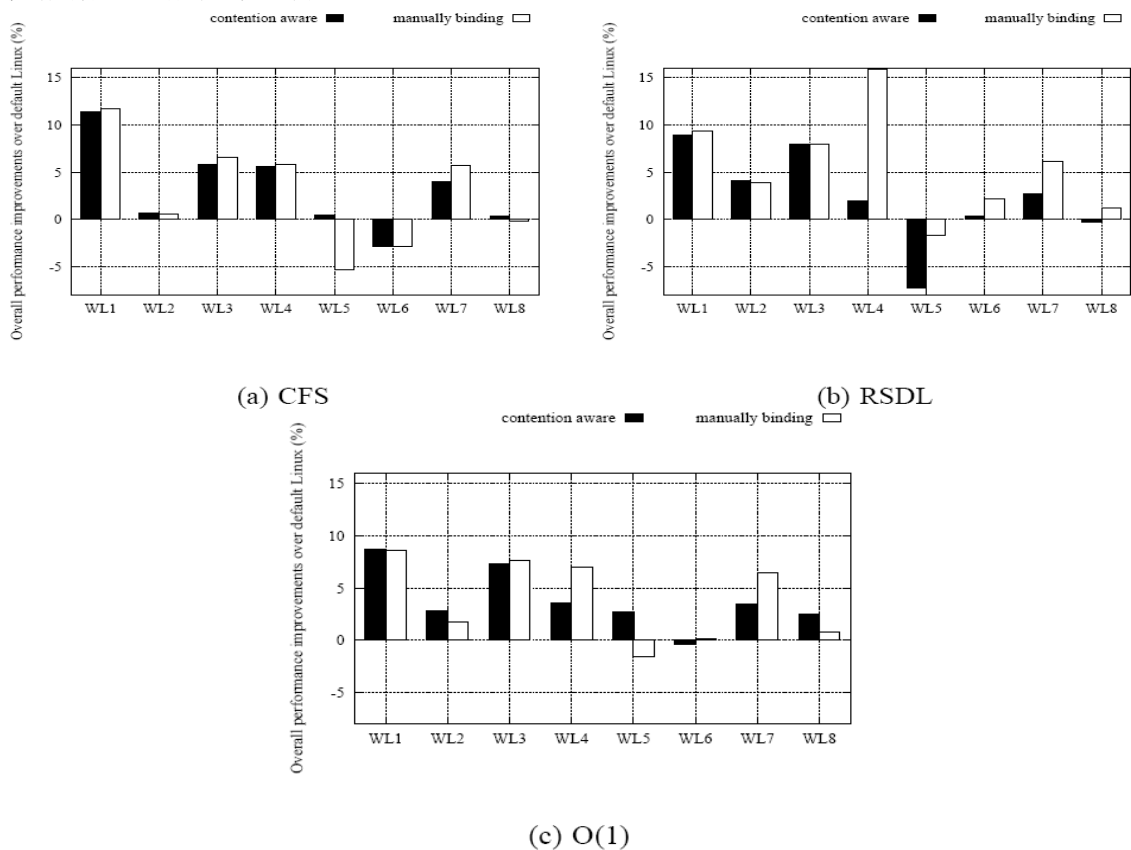 contention aware manually binding
Overall performance improvements over default Linux (%)
15
10
5
0
-5
WL1 WL2 WL3 WL4 WL5 WL6 WL7 WL8
(a) CFS
contention aware manually binding
Overall performance improvements over default Linux (%)
15
10
5
0
-5
WL1 WL2 WL3 WL4 WL5 WL6 WL7 WL8
(b) RSDL
contention aware manually binding
Overall performance improvements over default Linux (%)
15
10
5
0
-5
WL1 WL2 WL3 WL4 WL5 WL6 WL7 WL8
(c) O(1)